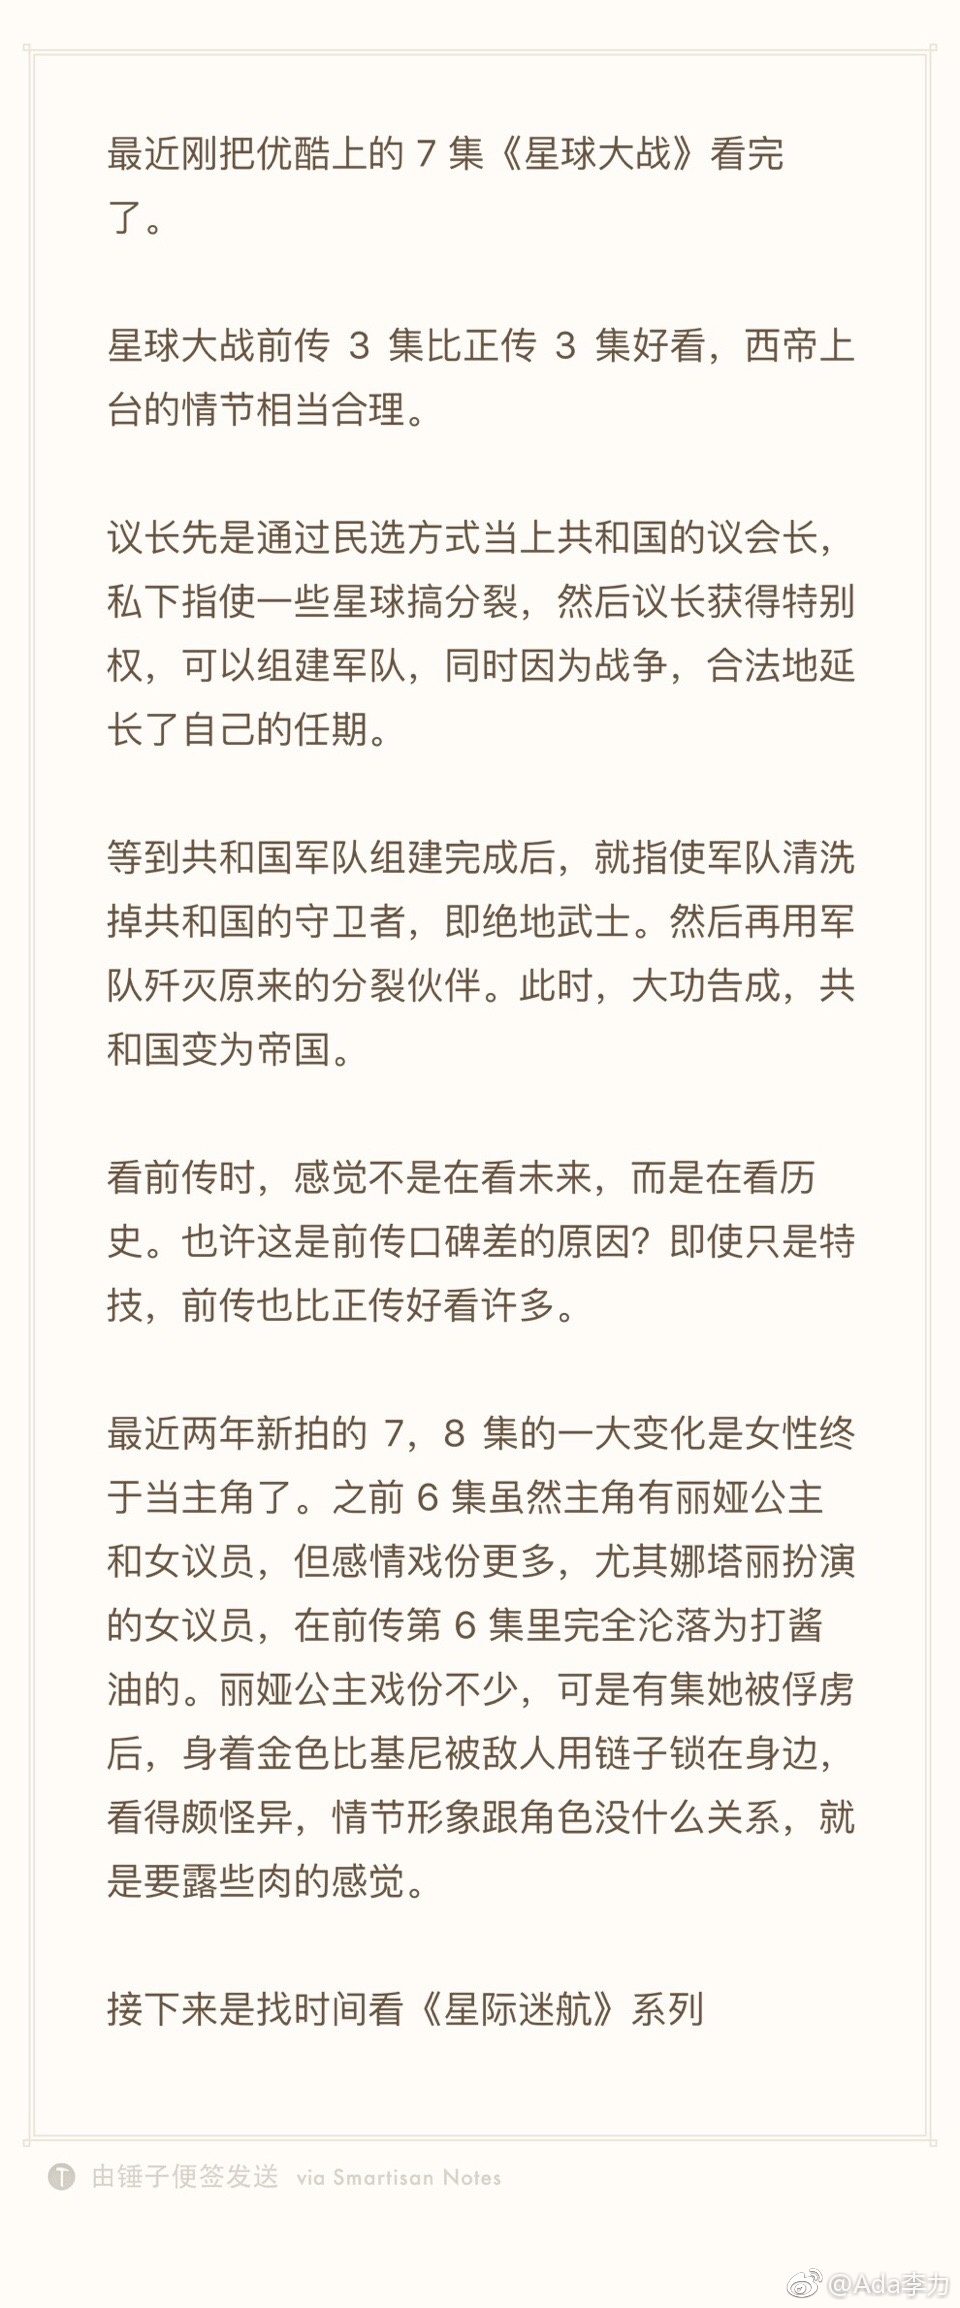 最近刚把优酷上的 7 集《星球大战》看完
了。
星球大战前传 3 集比正传 3 集好看，西帝上
台的情节相当合理。
议长先是通过民选方式当上共和国的议会长，
私下指使一些星球搞分裂，然后议长获得特别
权，可以组建军队，同时因为战争，合法地延
长了自己的任期。
等到共和国军队组建完成后，就指使军队清洗
掉共和国的守卫者，即绝地武士。然后再用军
队歼灭原来的分裂伙伴。此时，大功告成，共
和国变为帝国。
看前传时，感觉不是在看未来，而是在看历
史。也许这是前传口碑差的原因？即使只是特
技，前传也比正传好看许多。
最近两年新拍的 7，8 集的一大变化是女性终
于当主角了。之前 6 集虽然主角有丽娅公主
和女议员，但感情戏份更多，尤其娜塔丽扮演
的女议员，在前传第 6 集里完全沦落为打酱
油的。丽娅公主戏份不少，可是有集她被俘虏
后，身着金色比基尼被敌人用链子锁在身边，
看得颇怪异，情节形象跟角色没什么关系，就
是要露些肉的感觉。
接下来是找时间看《星际迷航》系列
由锤子便签发送 via Smartisan Notes
@Ada李力